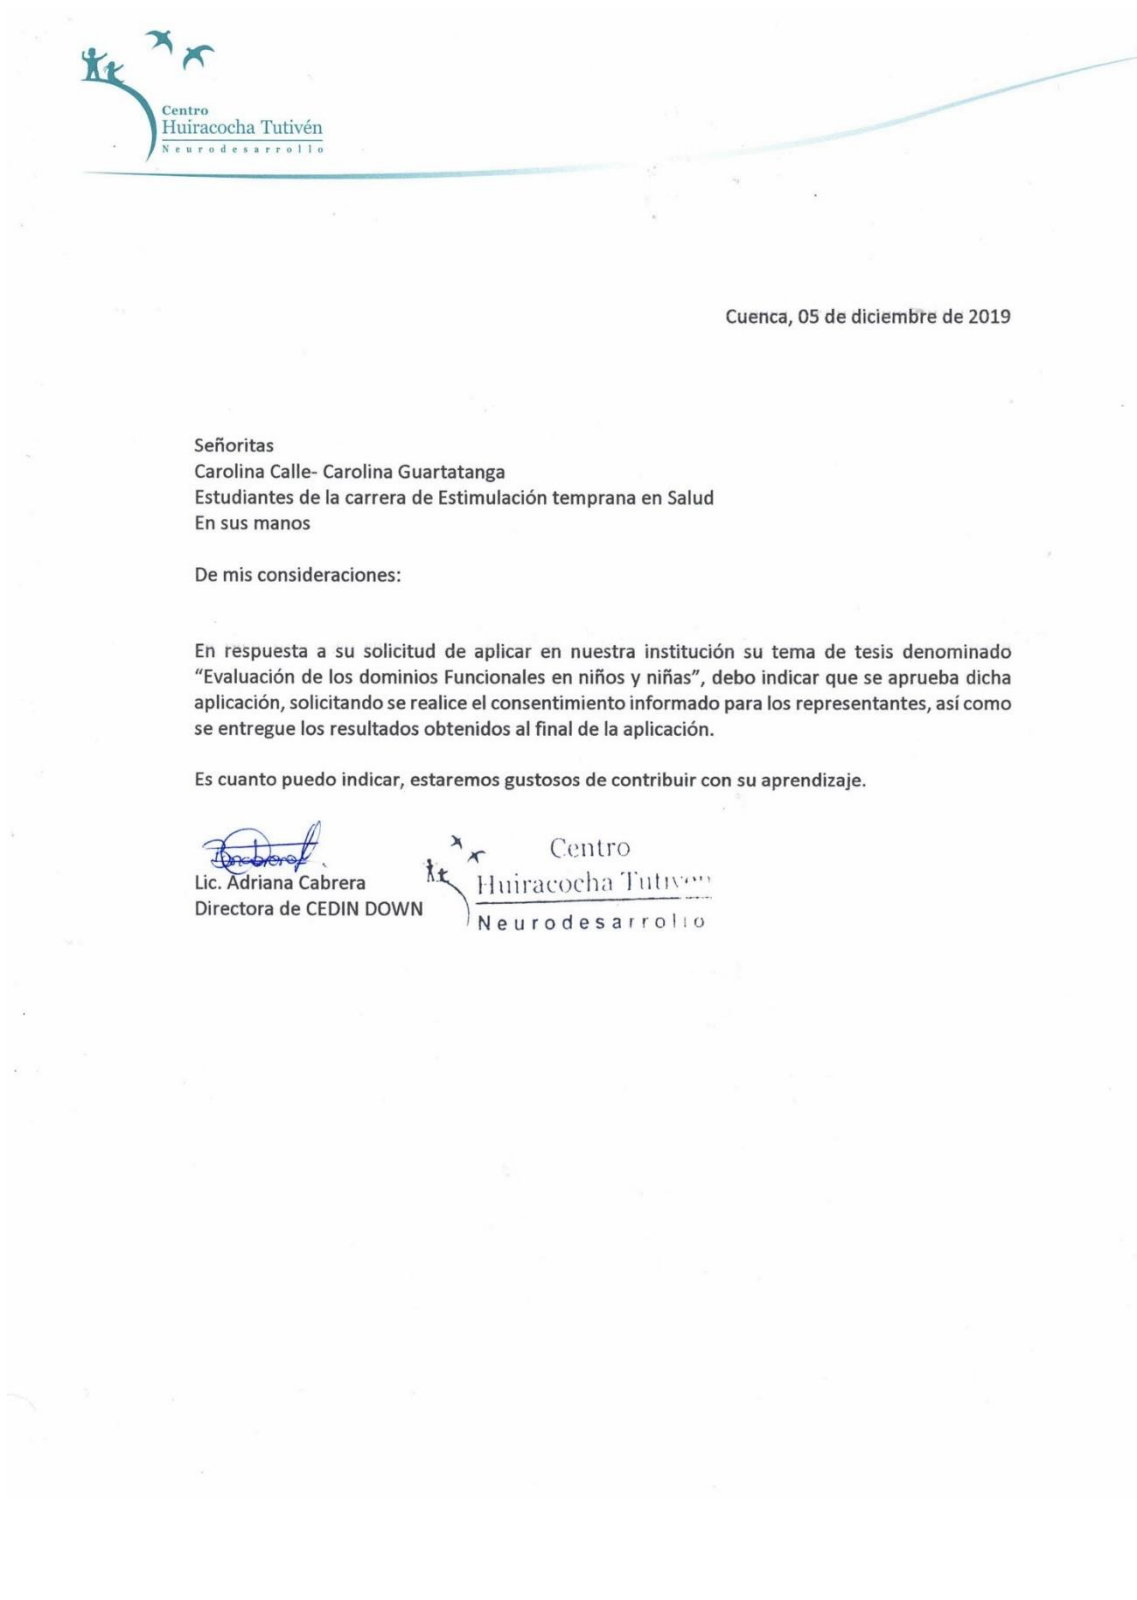 Centro
Huiracocha Tutivén
Neurodesarrollo
Cuenca, 05 de diciembre de 2019
Señoritas
Carolina Calle- Carolina Guartatanga
Estudiantes de la carrera de Estimulación temprana en Salud
En sus manos
De mis consideraciones:
En respuesta a su solicitud de aplicar en nuestra institución su tema de tesis denominado
“Evaluación de los dominios Funcionales en niños y niñas”, debo indicar que se aprueba dicha
aplicación, solicitando se realice el consentimiento informado para los representantes, así como
se entregue los resultados obtenidos al final de la aplicación.
Es cuanto puedo indicar, estaremos gustosos de contribuir con su aprendizaje.
Lic. Adriana Cabrera
Directora de CEDIN DOWN
Centro
Huiracocha Tutiven
Neurodesarrollo